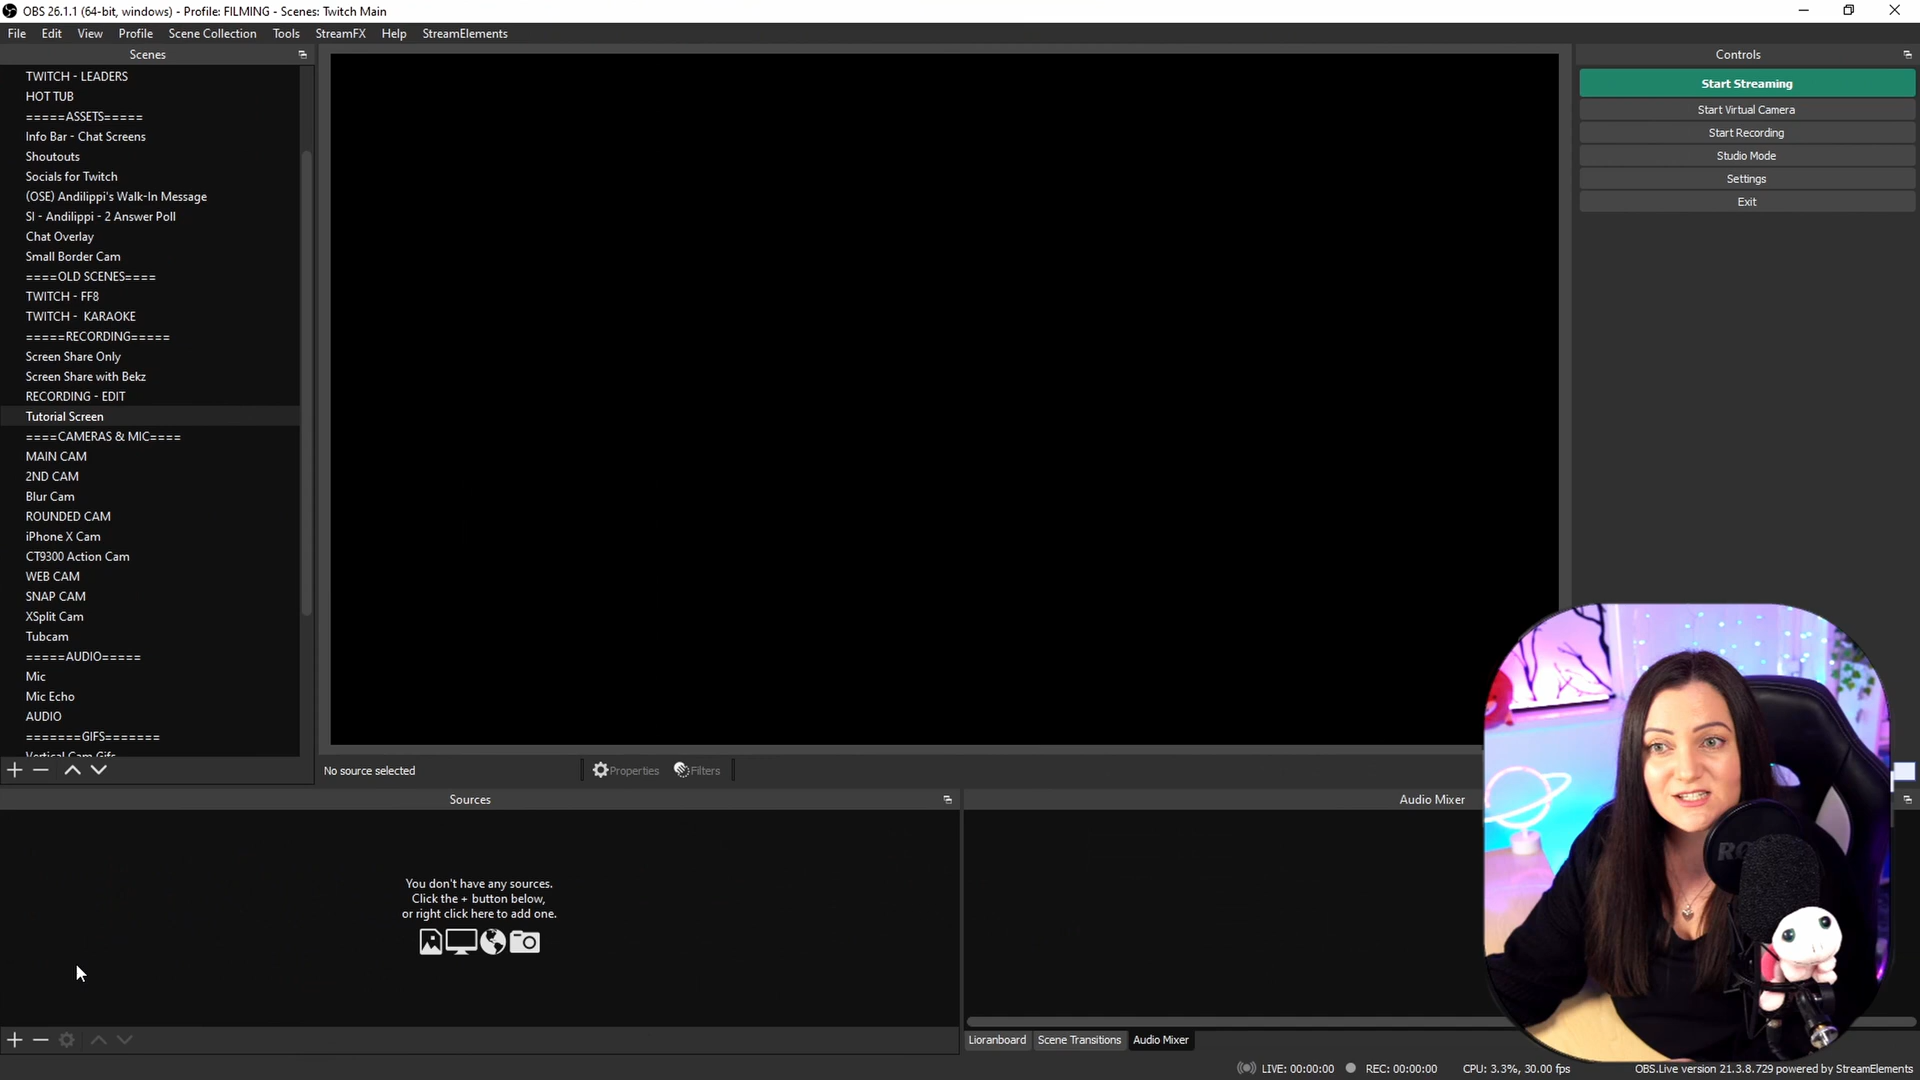 OBS 26.1.1 (64-bit, windows) - Profile: FILMING - Scenes: Twitch Main
File Edit View Profile Scene Collection Tools StreamFX Help StreamElements
Scenes
TWITCH - LEADERS
HOT TUB
=====ASSETS=====
Info Bar - Chat Screens
Shoutouts
Socials for Twitch
(OSE) Andilippi's Walk-In Message
SI - Andilippi - 2 Answer Poll
Chat Overlay
Small Border Cam
====OLD SCENES====
TWITCH - FF8
TWITCH -  KARAOKE
=====RECORDING=====
Screen Share Only
Screen Share with Bekz
RECORDING - EDIT
Tutorial Screen
====CAMERAS & MIC====
MAIN CAM
2ND CAM
Blur Cam
ROUNDED CAM
iPhone X Cam
CT9300 Action Cam
WEB CAM
SNAP CAM
XSplit Cam
Tubcam
=====AUDIO=====
Mic
Mic Echo
AUDIO
=======GIFS=======
Vertical Cam Gifs
Controls
Start Streaming
Start Virtual Camera
Start Recording
Studio Mode
Settings
Exit
No source selected Properties Filters
Sources
You don't have any sources.
Click the + button below,
or right click here to add one.
Audio Mixer
Lioranboard Scene Transitions Audio Mixer
LIVE: 00:00:00 REC: 00:00:00 CPU: 3.3%, 30.00 fps OBS.Live version 21.3.8.729 powered by StreamElements